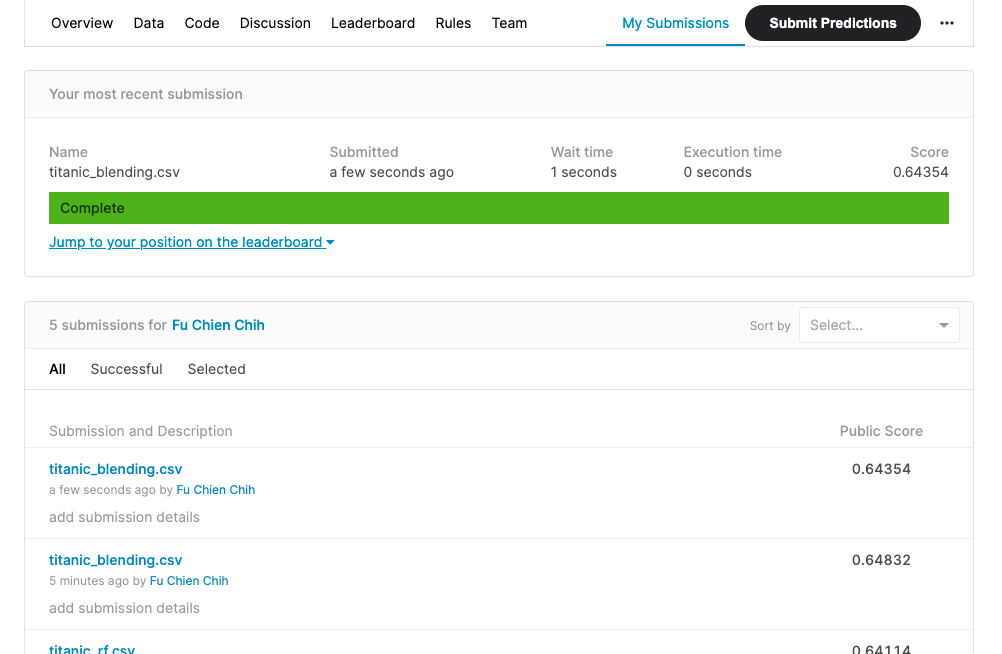 Overview Data Code Discussion Leaderboard Rules Team My Submissions Submit Predictions ···
Your most recent submission
Name Submitted Wait time Execution time Score
titanic_blending.csv a few seconds ago 1 seconds 0 seconds 0.64354
Complete
Jump to your position on the leaderboard
5 submissions for Fu Chien Chih Sort by Select...
All Successful Selected
Submission and Description Public Score
titanic_blending.csv 0.64354
a few seconds ago by Fu Chien Chih
add submission details
titanic_blending.csv 0.64832
5 minutes ago by Fu Chien Chih
add submission details
titanic_rf.csv 0.64114